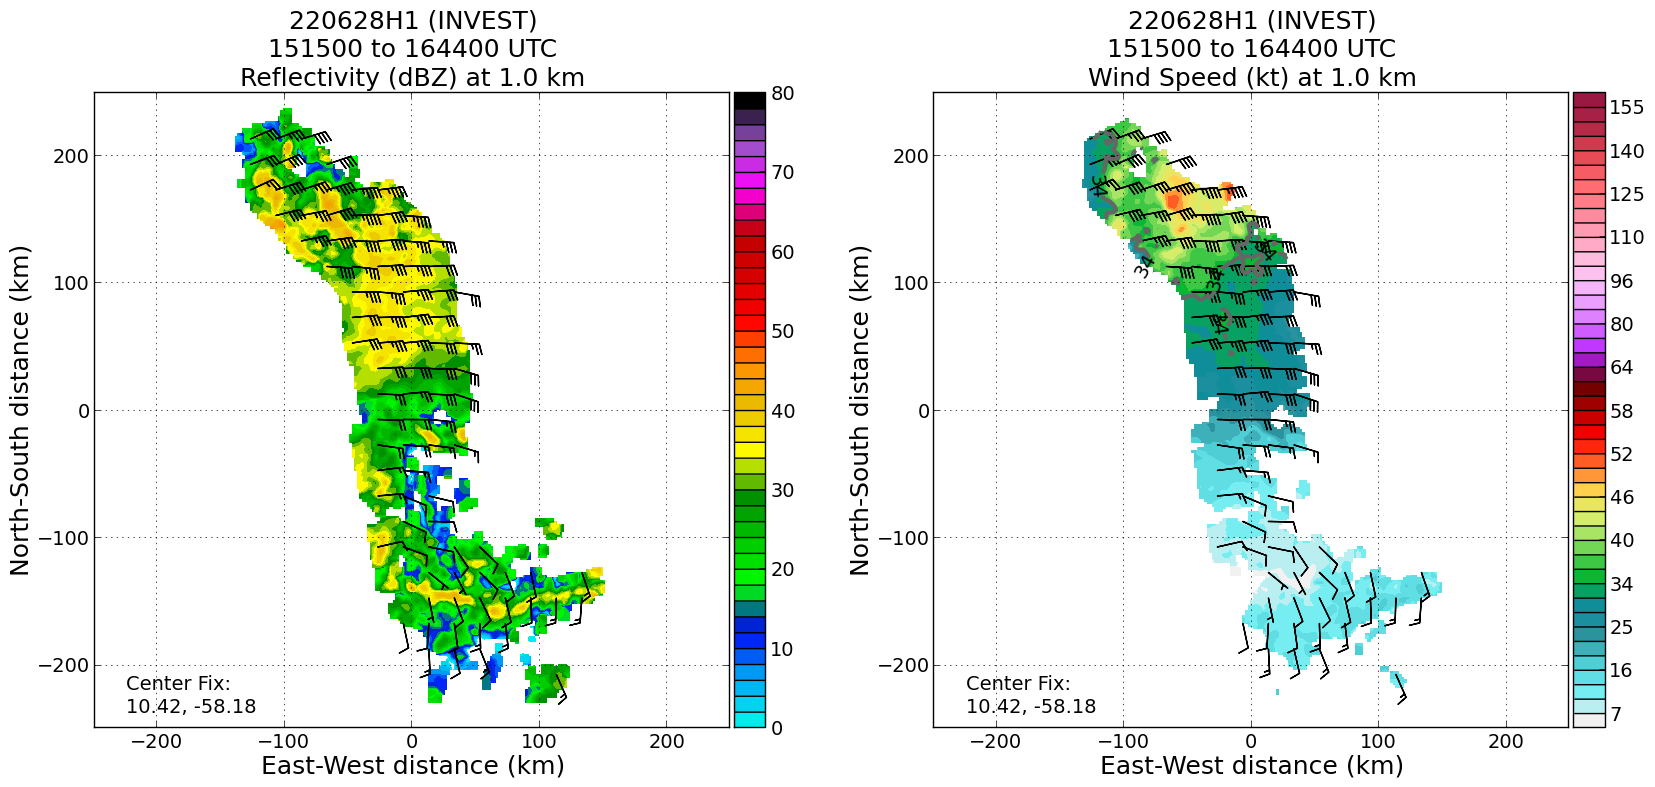 220628H1 (INVEST)
151500 to 164400 UTC
Reflectivity (dBZ) at 1.0 km
North-South distance (km)
200
100
0
−100
−200
Center Fix:
10.42, -58.18
−200 −100 0 100 200
East-West distance (km)
80
70
60
50
40
30
20
10
0
220628H1 (INVEST)
151500 to 164400 UTC
Wind Speed (kt) at 1.0 km
North-South distance (km)
200
100
0
−100
−200
34
34
34
34
34
Center Fix:
10.42, -58.18
−200 −100 0 100 200
East-West distance (km)
155
140
125
110
96
80
64
58
52
46
40
34
25
16
7